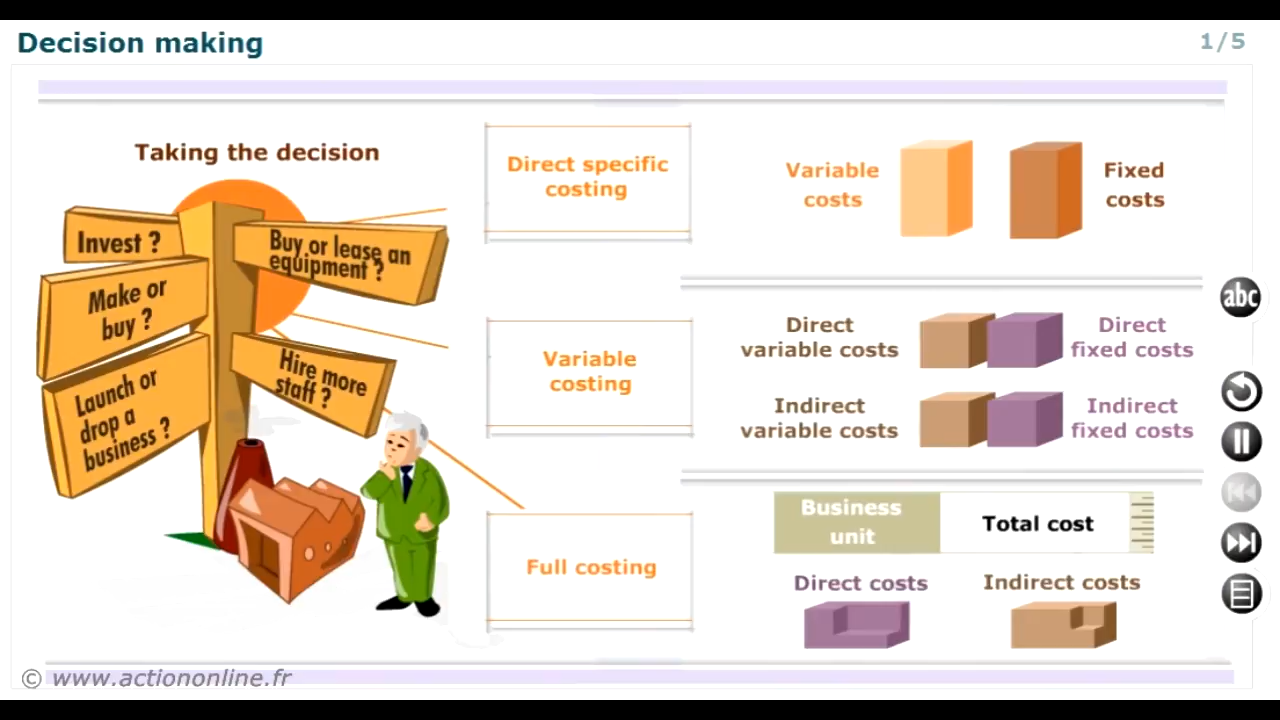 Decision making
1/5
Taking the decision
Invest ?
Buy or lease an
equipment ?
Make or
buy ?
Hire more
staff ?
Launch or
drop a
business ?
Direct specific
costing
Variable
costs
Fixed
costs
Variable
costing
Direct
variable costs
Direct
fixed costs
Indirect
variable costs
Indirect
fixed costs
Full costing
Business
unit
Total cost
Direct costs
Indirect costs
abc
© www.actiononline.fr